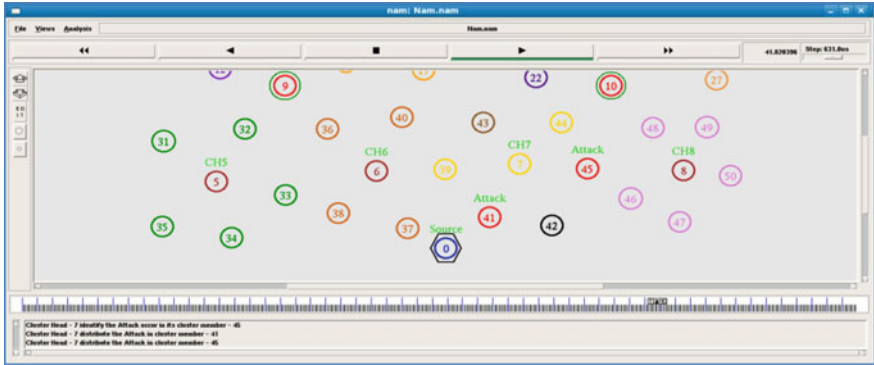 nam: Nam.nam
File Views Analysis Nam.nam
41.820396 Step: 631.0us
22
9
10
27
31
32
36
40
43
44
48
49
CH5
CH6
CH7
Attack
CH8
5
6
39
7
45
8
50
33
38
Attack
46
35
34
37
Source
41
42
47
0
Cluster Head - 7 identify the Attack occur in its cluster member - 45
Cluster Head - 7 distribute the Attack in cluster member - 41
Cluster Head - 7 distribute the Attack in cluster member - 45